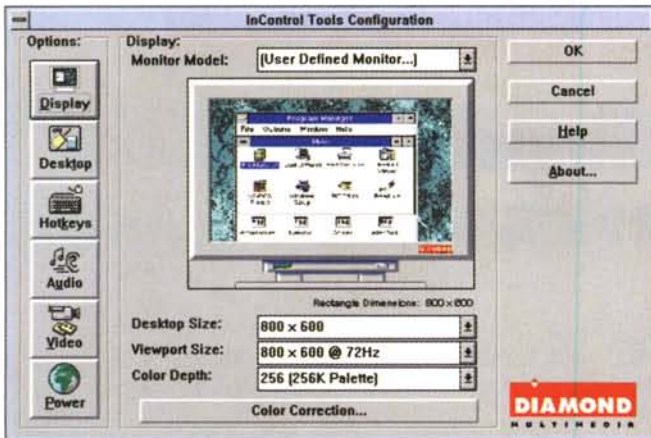 InControl Tools Configuration
Options:
Display
Desktop
Hotkeys
Audio
Video
Power
Display:
Monitor Model:
(User Defined Monitor...)
Program Manager
File Options Window Help
Main
Rectangle Dimensions: 800 x 600
Desktop Size:
800 x 600
Viewport Size:
800 x 600 @ 72Hz
Color Depth:
256 (256K Palette)
Color Correction...
OK
Cancel
Help
About...
DIAMOND
MULTIMEDIA